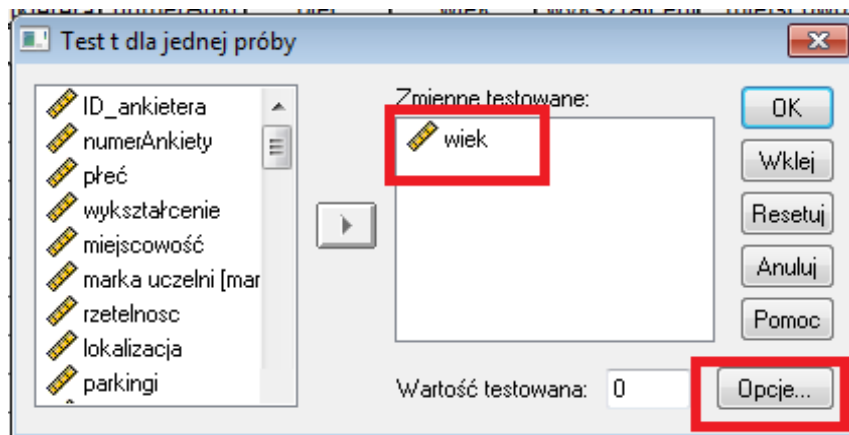 Test t dla jednej próby
ID_ankietera
numerAnkiety
płeć
wykształcenie
miejscowość
marka uczelni [mar
rzetelnosc
lokalizacja
parkingi
Zmienne testowane:
wiek
Wartość testowana: 0
OK
Wklej
Resetuj
Anuluj
Pomoc
Opcje...